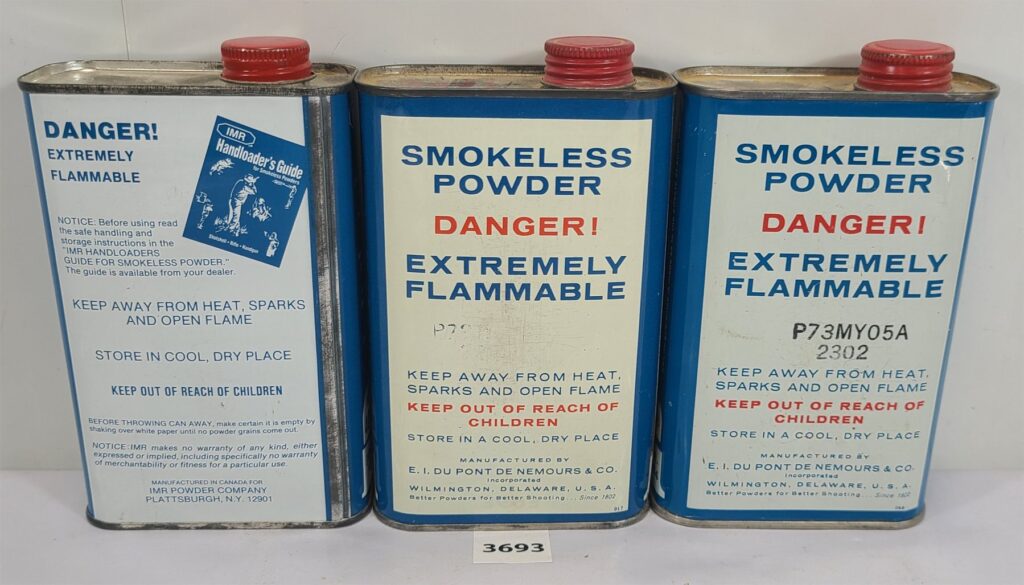 DANGER!
EXTREMELY
FLAMMABLE
IMR
Handloader's Guide
for Smokeless Powders
Shotshell • Rifle • Handgun
NOTICE: Before using read
the safe handling and
storage instructions in the
"IMR HANDLOADERS
GUIDE FOR SMOKELESS POWDER."
The guide is available from your dealer.
KEEP AWAY FROM HEAT, SPARKS
AND OPEN FLAME
STORE IN COOL, DRY PLACE
KEEP OUT OF REACH OF CHILDREN
BEFORE THROWING CAN AWAY, make certain it is empty by
shaking over white paper until no powder grains come out.
NOTICE: IMR makes no warranty of any kind, either
expressed or implied, including specifically no warranty
of merchantability or fitness for a particular use.
MANUFACTURED IN CANADA FOR
IMR POWDER COMPANY
PLATTSBURGH, N.Y. 12901
SMOKELESS
POWDER
DANGER!
EXTREMELY
FLAMMABLE
KEEP AWAY FROM HEAT,
SPARKS AND OPEN FLAME
KEEP OUT OF REACH OF
CHILDREN
STORE IN A COOL, DRY PLACE
MANUFACTURED BY
E. I. DU PONT DE NEMOURS & CO.
Incorporated
WILMINGTON, DELAWARE, U. S. A.
Better Powders for Better Shooting... Since 1802
SMOKELESS
POWDER
DANGER!
EXTREMELY
FLAMMABLE
P73MY05A
2302
KEEP AWAY FROM HEAT,
SPARKS AND OPEN FLAME
KEEP OUT OF REACH OF
CHILDREN
STORE IN A COOL, DRY PLACE
MANUFACTURED BY
E. I. DU PONT DE NEMOURS & CO.
Incorporated
WILMINGTON, DELAWARE, U. S. A.
Better Powders for Better Shooting... Since 1802
3693